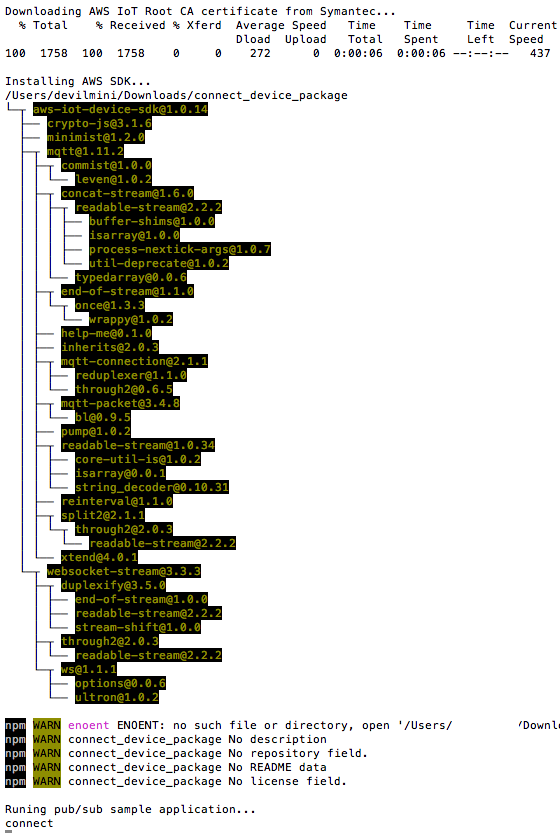 Downloading AWS IoT Root CA certificate from Symantec...
% Total % Received % Xferd Average Speed Time Time Time Current
Dload Upload Total Spent Left Speed
100 1758 100 1758 0 0 272 0 0:00:06 0:00:06 --:--:-- 437
Installing AWS SDK...
/Users/devilmini/Downloads/connect_device_package
aws-iot-device-sdk@1.0.14
crypto-js@3.1.6
minimist@1.2.0
mqtt@1.11.2
commist@1.0.0
leven@1.0.2
concat-stream@1.6.0
readable-stream@2.2.2
buffer-shims@1.0.0
isarray@1.0.0
process-nextick-args@1.0.7
util-deprecate@1.0.2
typedarray@0.0.6
end-of-stream@1.1.0
once@1.3.3
wrappy@1.0.2
help-me@0.1.0
inherits@2.0.3
mqtt-connection@2.1.1
reduplexer@1.1.0
through2@0.6.5
mqtt-packet@3.4.8
bl@0.9.5
pump@1.0.2
readable-stream@1.0.34
core-util-is@1.0.2
isarray@0.0.1
string_decoder@0.10.31
reinterval@1.1.0
split2@2.1.1
through2@2.0.3
readable-stream@2.2.2
xtend@4.0.1
websocket-stream@3.3.3
duplexify@3.5.0
end-of-stream@1.0.0
readable-stream@2.2.2
stream-shift@1.0.0
through2@2.0.3
readable-stream@2.2.2
ws@1.1.1
options@0.0.6
ultron@1.0.2
npm WARN enoent ENOENT: no such file or directory, open '/Users/ /Downlo
npm WARN connect_device_package No description
npm WARN connect_device_package No repository field.
npm WARN connect_device_package No README data
npm WARN connect_device_package No license field.
Runing pub/sub sample application...
connect